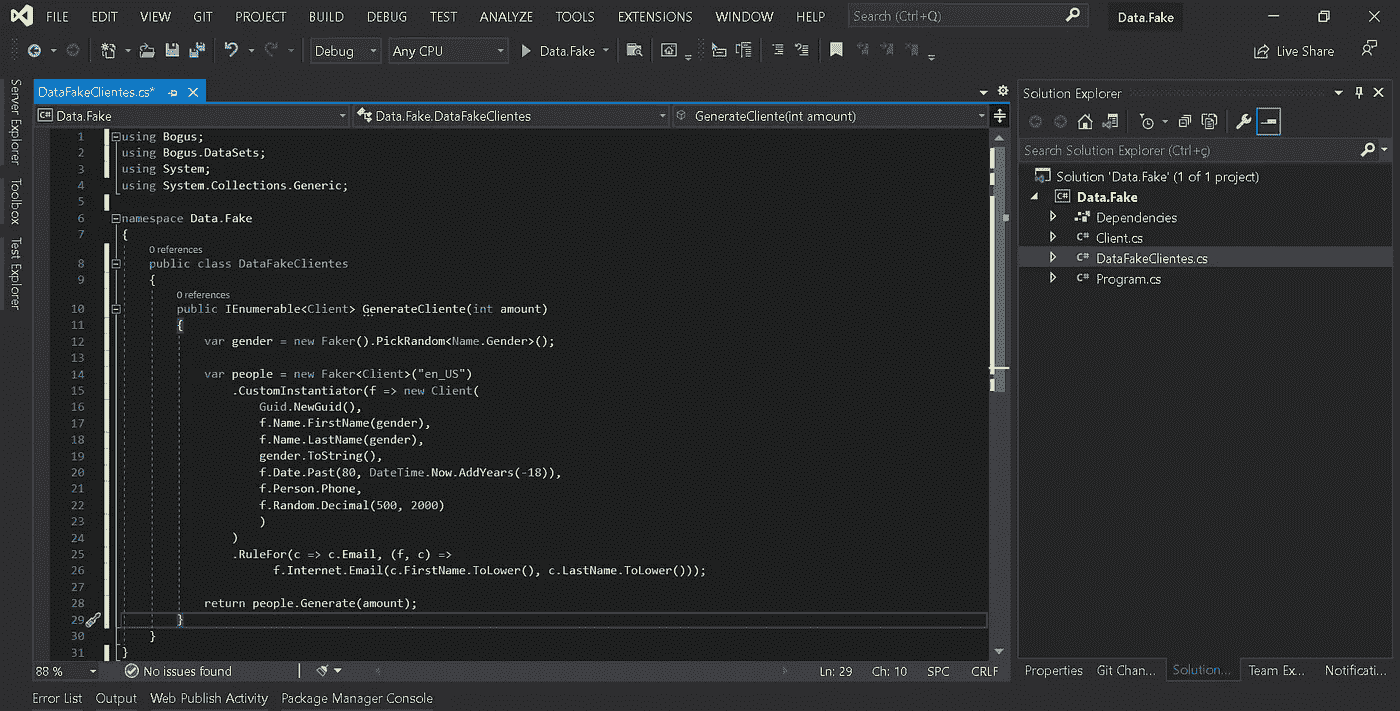 FILE EDIT VIEW GIT PROJECT BUILD DEBUG TEST ANALYZE TOOLS EXTENSIONS WINDOW HELP Search (Ctrl+Q) Data.Fake
Debug Any CPU Data.Fake Live Share
Server Explorer
Toolbox
Test Explorer
DataFakeClientes.cs*
C# Data.Fake Data.Fake.DataFakeClientes GenerateCliente(int amount)
1 using Bogus;
2 using Bogus.DataSets;
3 using System;
4 using System.Collections.Generic;
5
6 namespace Data.Fake
7 {
0 references
8 public class DataFakeClientes
9 {
0 references
10 public IEnumerable<Client> GenerateCliente(int amount)
11 {
12 var gender = new Faker().PickRandom<Name.Gender>();
13
14 var people = new Faker<Client>("en_US")
15 .CustomInstantiator(f => new Client(
16 Guid.NewGuid(),
17 f.Name.FirstName(gender),
18 f.Name.LastName(gender),
19 gender.ToString(),
20 f.Date.Past(80, DateTime.Now.AddYears(-18)),
21 f.Person.Phone,
22 f.Random.Decimal(500, 2000)
23 )
24 )
25 .RuleFor(c => c.Email, (f, c) =>
26 f.Internet.Email(c.FirstName.ToLower(), c.LastName.ToLower()));
27
28 return people.Generate(amount);
29 }
30 }
31 }
88 % No issues found Ln: 29 Ch: 10 SPC CRLF
Error List Output Web Publish Activity Package Manager Console
Solution Explorer
Search Solution Explorer (Ctrl+ç)
Solution 'Data.Fake' (1 of 1 project)
C# Data.Fake
Dependencies
C# Client.cs
C# DataFakeClientes.cs
C# Program.cs
Properties Git Chan... Solution... Team Ex... Notificati...